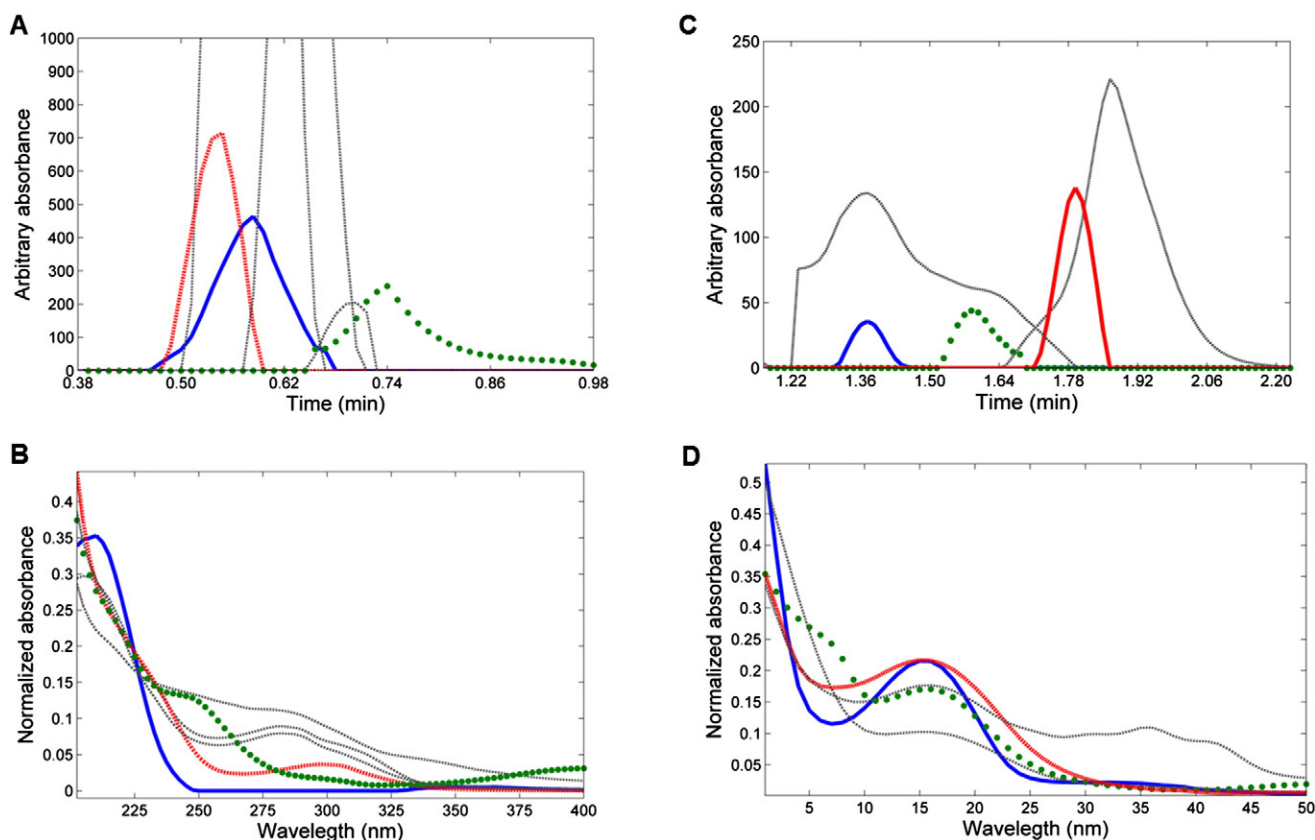 A
Arbitrary absorbance
1000
900
800
700
600
500
400
300
200
100
0
0.38 0.50 0.62 0.74 0.86 0.98
Time (min)
B
Normalized absorbance
0.4
0.35
0.3
0.25
0.2
0.15
0.1
0.05
0
225 250 275 300 325 350 375 400
Wavelegth (nm)
C
Arbitrary absorbance
250
200
150
100
50
0
1.22 1.36 1.50 1.64 1.78 1.92 2.06 2.20
Time (min)
D
Normalized absorbance
0.5
0.45
0.4
0.35
0.3
0.25
0.2
0.15
0.1
0.05
5 10 15 20 25 30 35 40 45 50
Wavelegth (nm)